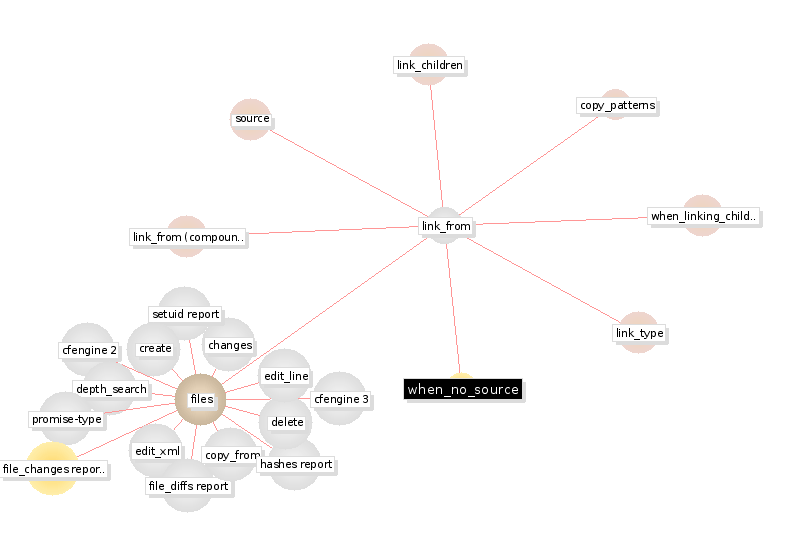 link_children
copy_patterns
source
when_linking_child..
link_from
link_from (compoun..
setuid report
link_type
create
changes
cfengine 2
edit_line
depth_search
when_no_source
files
cfengine 3
promise-type
delete
edit_xml
copy_from
hashes report
file_changes repor..
file_diffs report